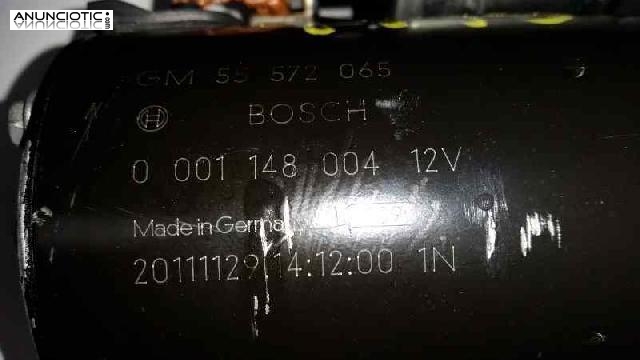 ANUNCIOTIC.com
GM 55 572 065
BOSCH
0 001 148 004 12V
Made in Germa
20111129 14:12:00 1N